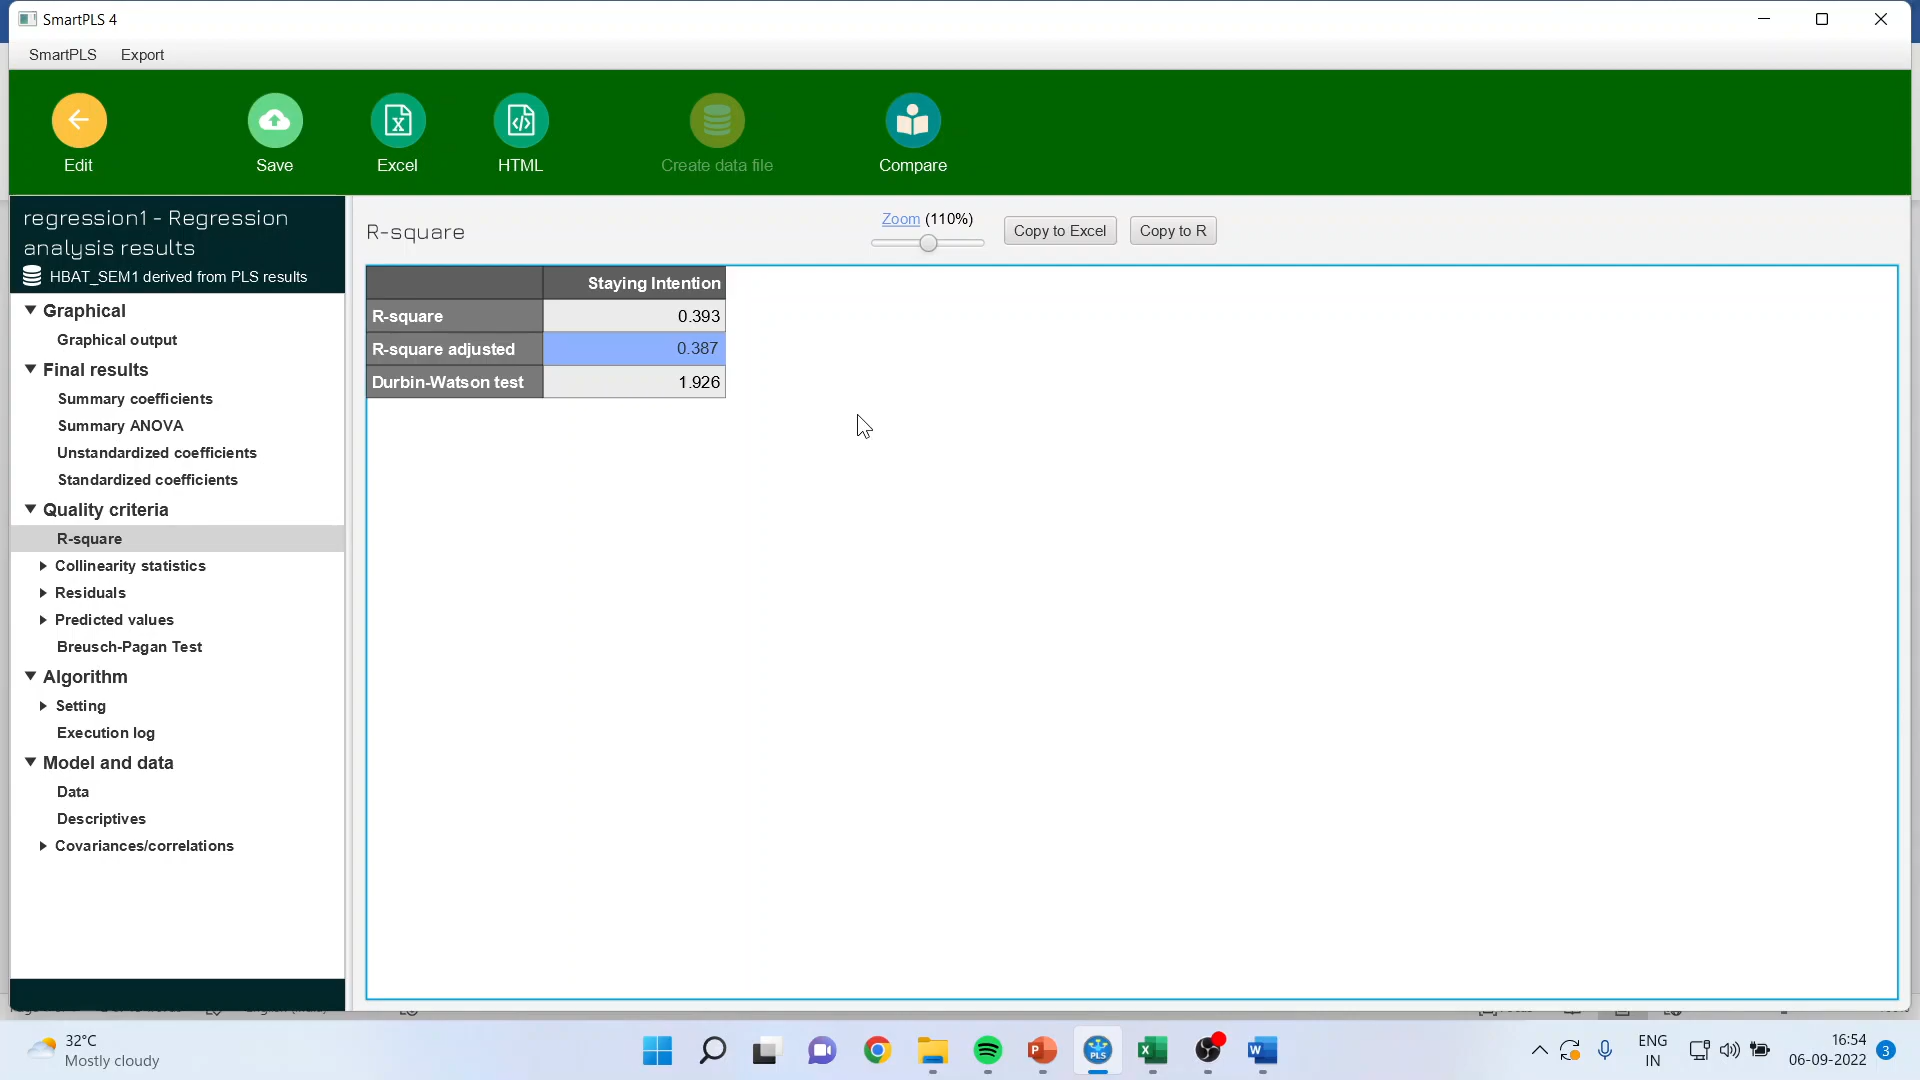 SmartPLS 4
SmartPLS Export
Edit Save Excel HTML Create data file Compare
regression1 - Regression
analysis results
HBAT_SEM1 derived from PLS results
R-square
Zoom (110%)
Copy to Excel Copy to R
Staying Intention
R-square 0.393
R-square adjusted 0.387
Durbin-Watson test 1.926
Graphical
Graphical output
Final results
Summary coefficients
Summary ANOVA
Unstandardized coefficients
Standardized coefficients
Quality criteria
R-square
Collinearity statistics
Residuals
Predicted values
Breusch-Pagan Test
Algorithm
Setting
Execution log
Model and data
Data
Descriptives
Covariances/correlations
32°C
Mostly cloudy
PLS
ENG
IN
16:54
06-09-2022
3